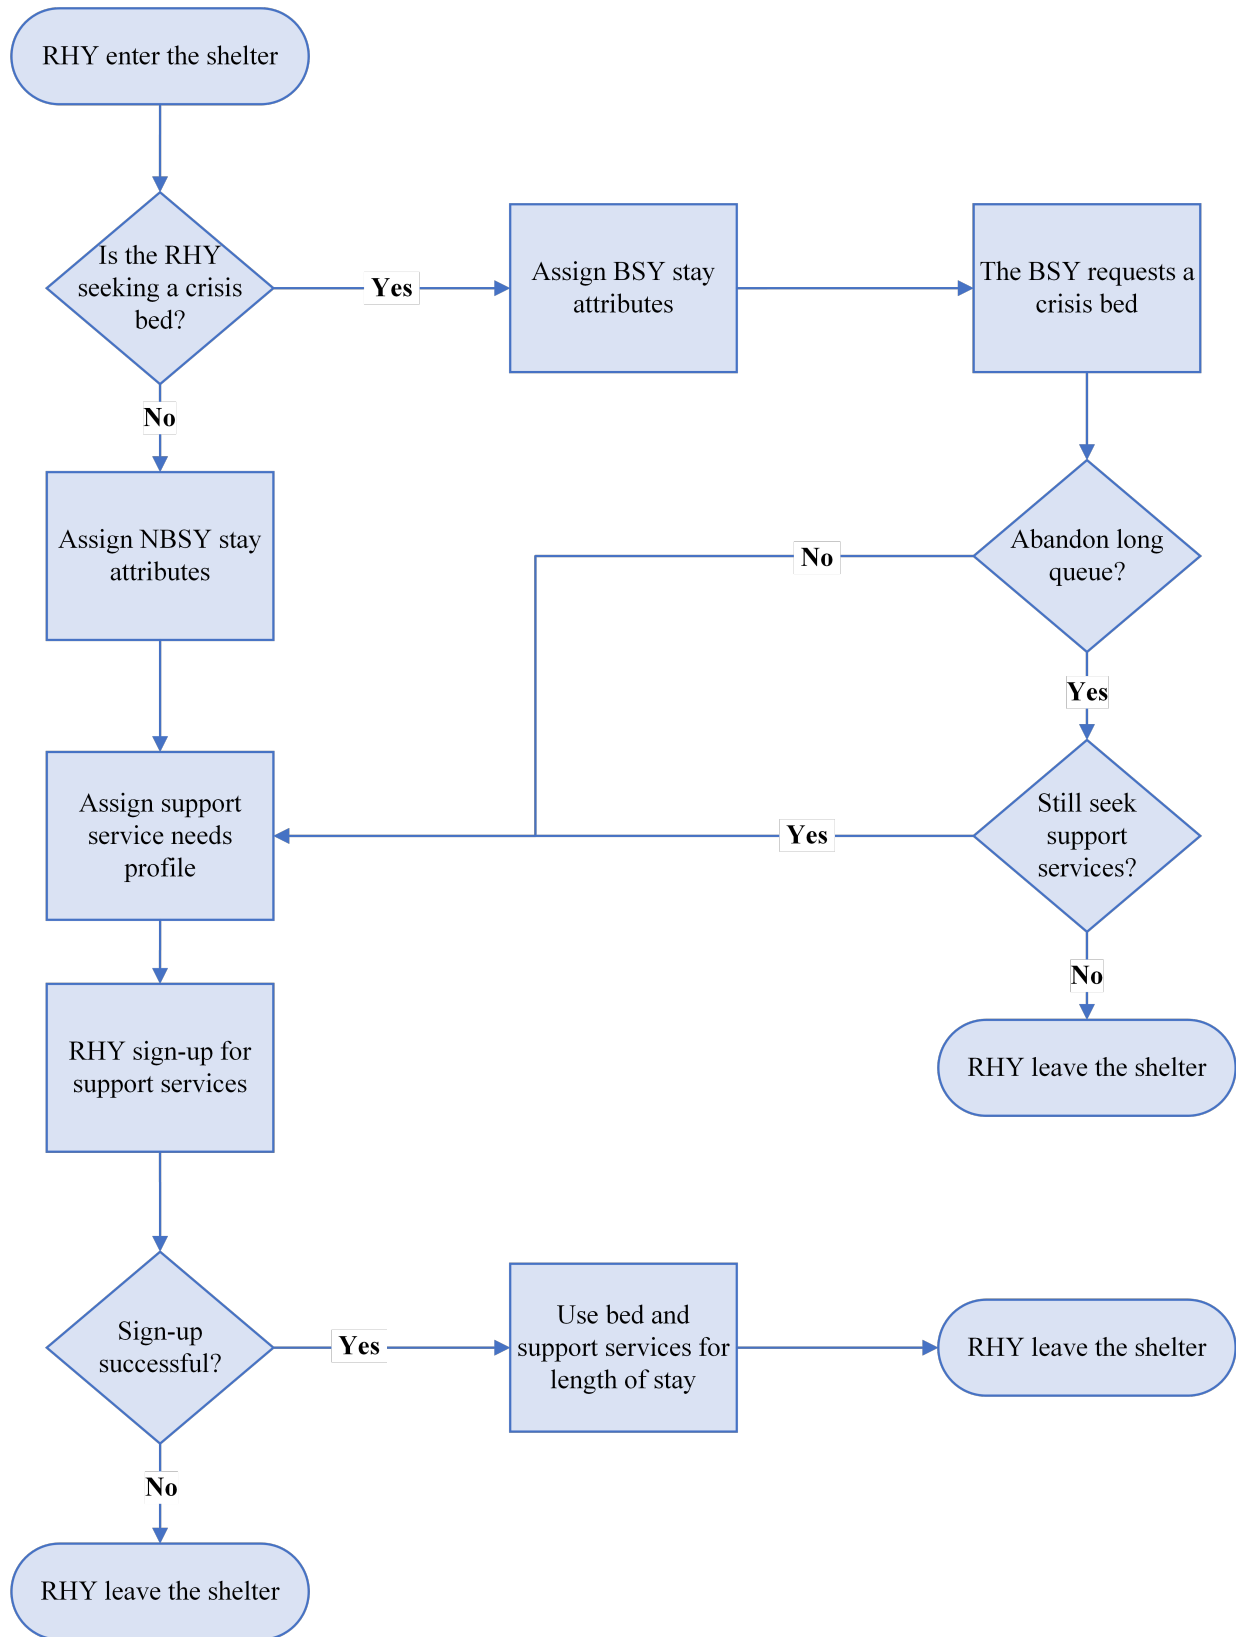 RHY enter the shelter
Is the RHY
seeking a crisis
bed?
Yes
Assign BSY stay
attributes
The BSY requests a
crisis bed
No
Assign NBSY stay
attributes
Abandon long
queue?
No
Yes
Assign support
service needs
profile
Yes
Still seek
support
services?
No
RHY leave the shelter
RHY sign-up for
support services
Sign-up
successful?
Yes
Use bed and
support services for
length of stay
RHY leave the shelter
No
RHY leave the shelter